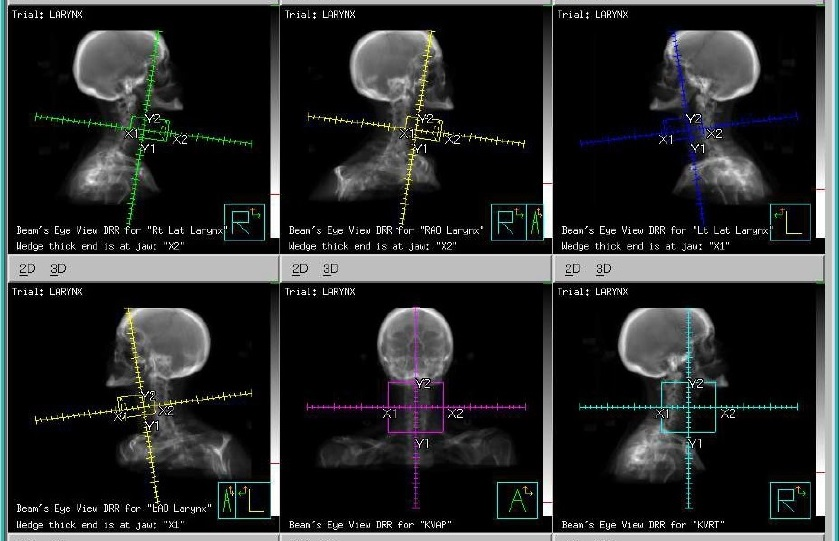 Trial: LARYNX
Y2
X1
X2
Y1
Beam's Eye View DRR for "Rt Lat Larynx"
Wedge thick end is at jaw: "X2"
R
Trial: LARYNX
Y2
X1
X2
Y1
Beam's Eye View DRR for "RAO Larynx"
Wedge thick end is at jaw: "X2"
R A
Trial: LARYNX
Y2
X1
X2
Y1
Beam's Eye View DRR for "Lt Lat Larynx"
Wedge thick end is at jaw: "X1"
L
2D 3D
2D 3D
2D 3D
Trial: LARYNX
Y2
X1
X2
Y1
Beam's Eye View DRR for "LAO Larynx"
Wedge thick end is at jaw: "X1"
A L
Trial: LARYNX
Y2
X1
X2
Y1
Beam's Eye View DRR for "KVAP"
A
Trial: LARYNX
Y2
X1
X2
Y1
Beam's Eye View DRR for "KVRT"
R